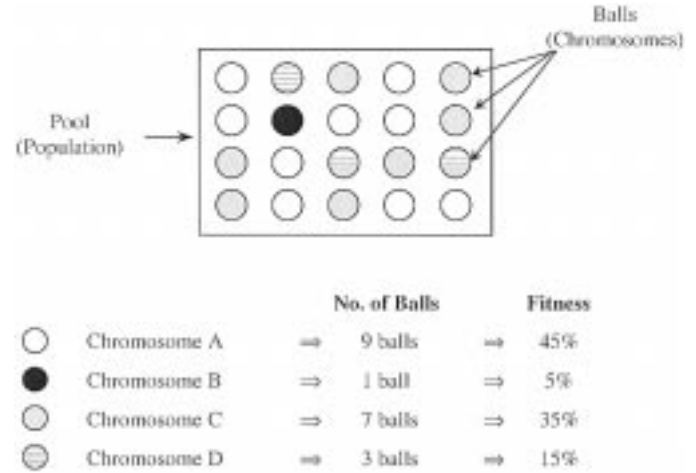 Balls
(Chromosomes)
Pool
(Population)
No. of Balls Fitness
Chromosome A ⇒ 9 balls ⇒ 45%
Chromosome B ⇒ 1 ball ⇒ 5%
Chromosome C ⇒ 7 balls ⇒ 35%
Chromosome D ⇒ 3 balls ⇒ 15%